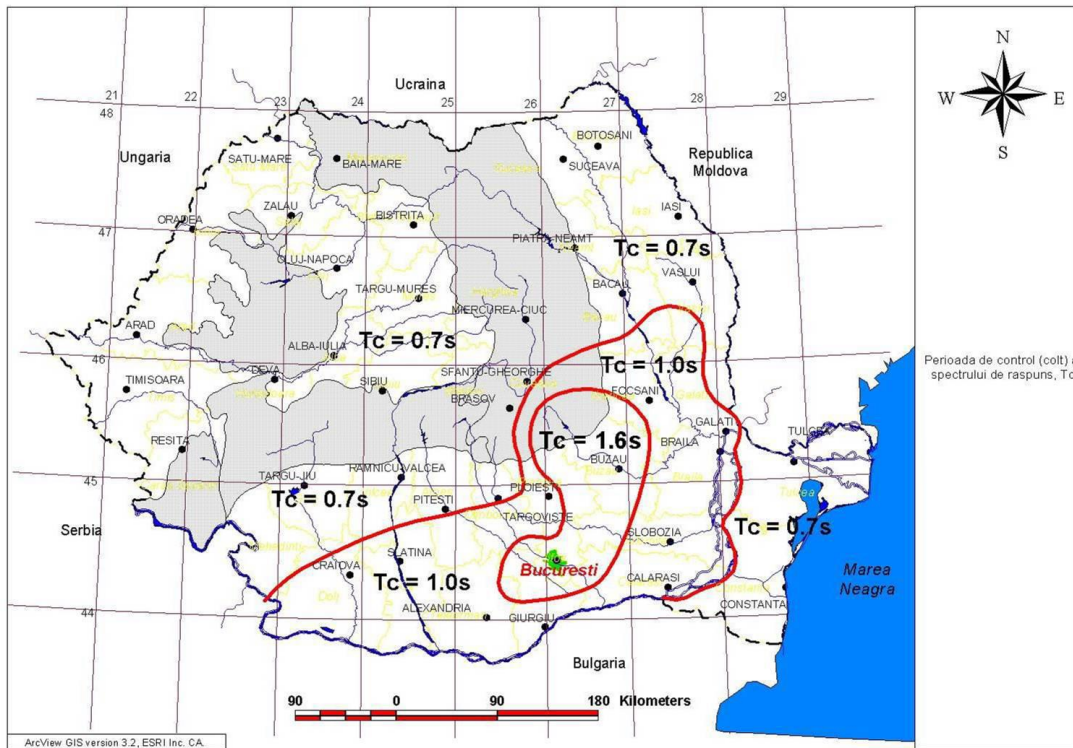 N
W E
S
Ucraina
21 22 23 24 25 26 27 28 29
48
47
46
45
44
Ungaria
Republica
Moldova
BOTOSANI
SATU-MARE
BAIA-MARE
SUCEAVA
ZALAU
BISTRITA
IASI
ORADEA
PIATRA-NEAMT
Tc = 0.7s
CLUJ-NAPOCA
VASLUI
TARGU-MURES
BACAU
MIERCUREA-CIUC
ARAD
ALBA-IULIA
Tc = 0.7s
Tc = 1.0s
DEVA
SFANTU-GHEORGHE
TIMISOARA
SIBIU
BRASOV
FOCSANI
Perioada de control (colt) a
spectrului de raspuns, Tc
RESITA
Tc = 1.6s
GALATI
BRAILA
TULCEA
RAMNICU-VALCEA
BUZAU
TARGU-JIU
Tc = 0.7s
PITESTI
PLOIESTI
TARGOVISTE
Serbia
SLOBOZIA
Tc = 0.7s
SLATINA
CRAIOVA
Bucuresti
Tc = 1.0s
CALARASI
Marea
Neagra
ALEXANDRIA
GIURGIU
CONSTANTA
Bulgaria
90 0 90 180 Kilometers
ArcView GIS version 3.2, ESRI Inc. CA.